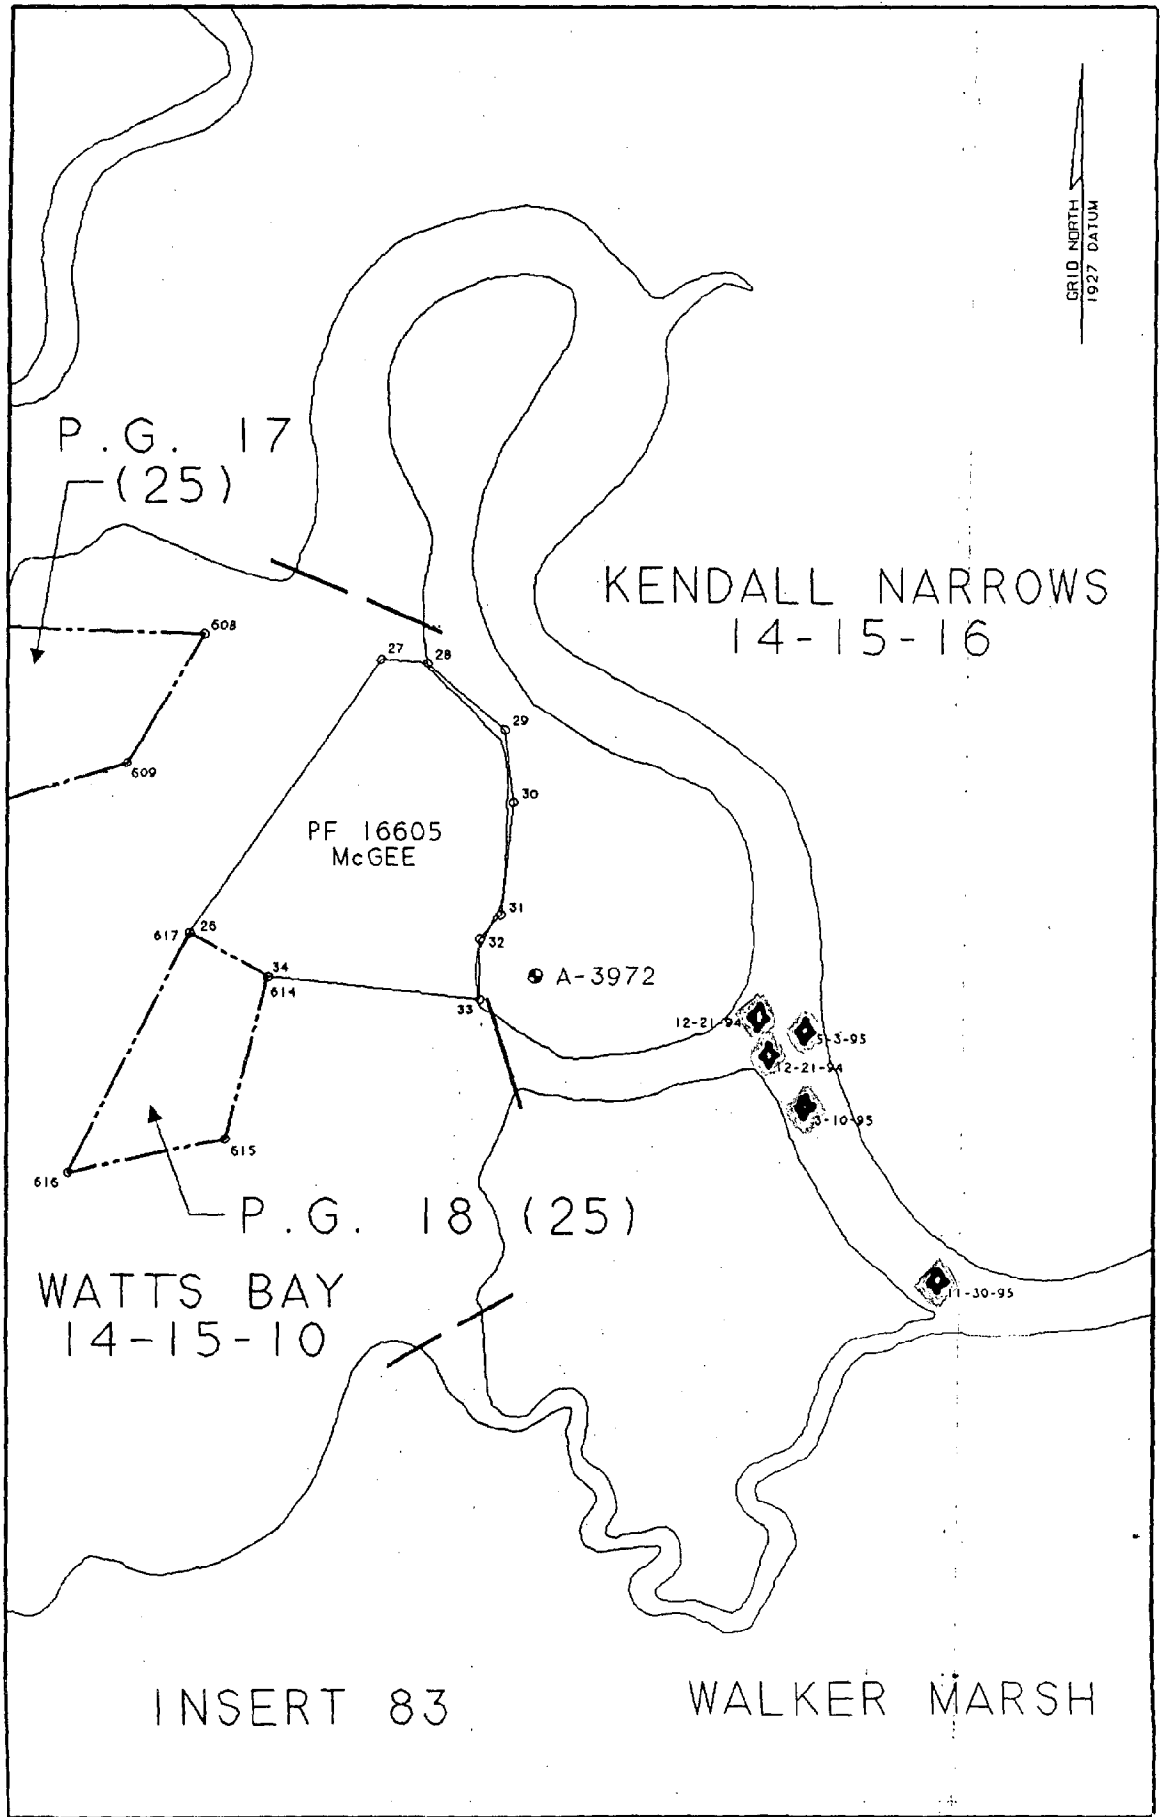 GRID NORTH
1927 DATUM
P.G. 17
(25)
KENDALL NARROWS
14-15-16
608
27
28
29
609
30
PF 16605
McGEE
31
617
32
34
614
A-3972
33
12-21-94
5-3-95
12-21-94
3-10-95
615
616
P.G. 18 (25)
WATTS BAY
14-15-10
11-30-95
INSERT 83
WALKER MARSH